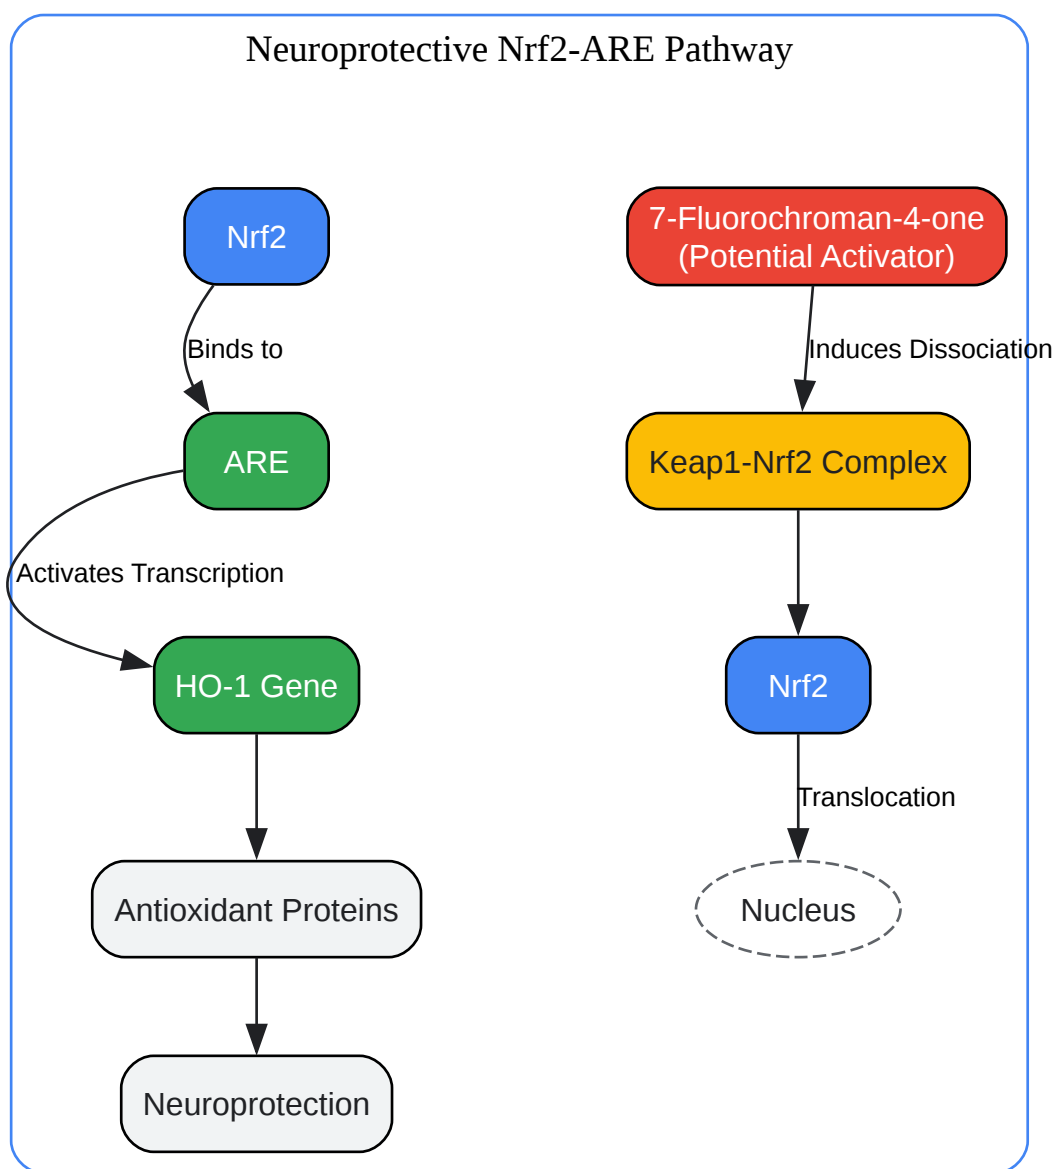 Neuroprotective Nrf2-ARE Pathway
Nrf2
Binds to
ARE
Activates Transcription
HO-1 Gene
Antioxidant Proteins
Neuroprotection
7-Fluorochroman-4-one
(Potential Activator)
Induces Dissociation
Keap1-Nrf2 Complex
Nrf2
Translocation
Nucleus